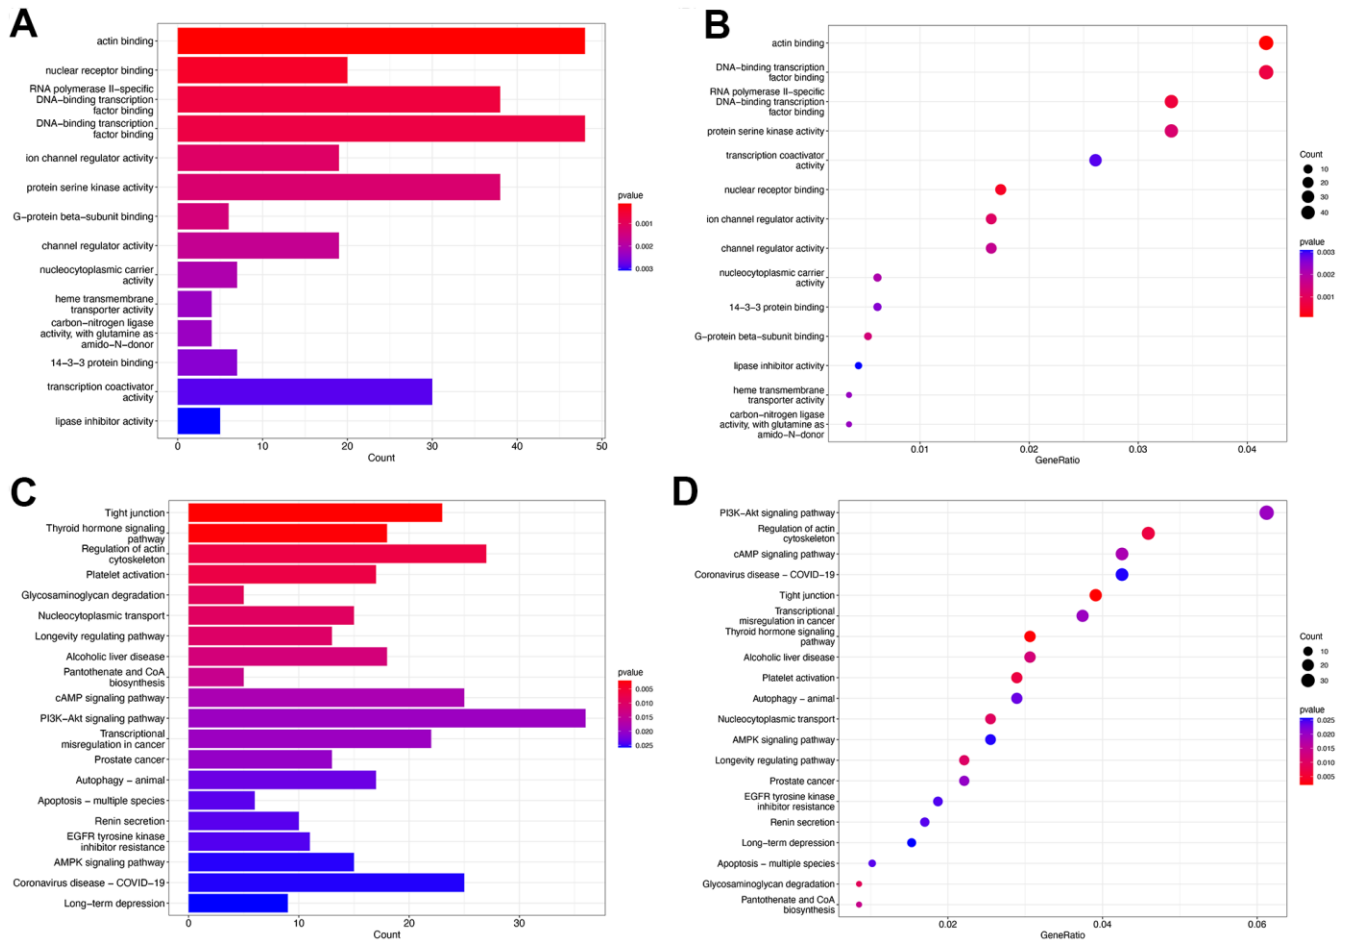 A
actin binding
nuclear receptor binding
RNA polymerase II−specific
DNA−binding transcription
factor binding
DNA−binding transcription
factor binding
ion channel regulator activity
protein serine kinase activity
G−protein beta−subunit binding
channel regulator activity
nucleocytoplasmic carrier
activity
heme transmembrane
transporter activity
carbon−nitrogen ligase
activity, with glutamine as
amido−N−donor
14−3−3 protein binding
transcription coactivator
activity
lipase inhibitor activity
0 10 20 30 40 50
Count
pvalue
0.001
0.002
0.003
B
actin binding
DNA−binding transcription
factor binding
RNA polymerase II−specific
DNA−binding transcription
factor binding
protein serine kinase activity
transcription coactivator
activity
nuclear receptor binding
ion channel regulator activity
channel regulator activity
nucleocytoplasmic carrier
activity
14−3−3 protein binding
G−protein beta−subunit binding
lipase inhibitor activity
heme transmembrane
transporter activity
carbon−nitrogen ligase
activity, with glutamine as
amido−N−donor
0.01 0.02 0.03 0.04
GeneRatio
Count
10
20
30
40
pvalue
0.003
0.002
0.001
C
Tight junction
Thyroid hormone signaling
pathway
Regulation of actin
cytoskeleton
Platelet activation
Glycosaminoglycan degradation
Nucleocytoplasmic transport
Longevity regulating pathway
Alcoholic liver disease
Pantothenate and CoA
biosynthesis
cAMP signaling pathway
PI3K−Akt signaling pathway
Transcriptional
misregulation in cancer
Prostate cancer
Autophagy − animal
Apoptosis − multiple species
Renin secretion
EGFR tyrosine kinase
inhibitor resistance
AMPK signaling pathway
Coronavirus disease − COVID−19
Long−term depression
0 10 20 30
Count
pvalue
0.005
0.010
0.015
0.020
0.025
D
PI3K−Akt signaling pathway
Regulation of actin
cytoskeleton
cAMP signaling pathway
Coronavirus disease − COVID−19
Tight junction
Transcriptional
misregulation in cancer
Thyroid hormone signaling
pathway
Alcoholic liver disease
Platelet activation
Autophagy − animal
Nucleocytoplasmic transport
AMPK signaling pathway
Longevity regulating pathway
Prostate cancer
EGFR tyrosine kinase
inhibitor resistance
Renin secretion
Long−term depression
Apoptosis − multiple species
Glycosaminoglycan degradation
Pantothenate and CoA
biosynthesis
0.02 0.04 0.06
GeneRatio
Count
10
20
30
pvalue
0.025
0.020
0.015
0.010
0.005